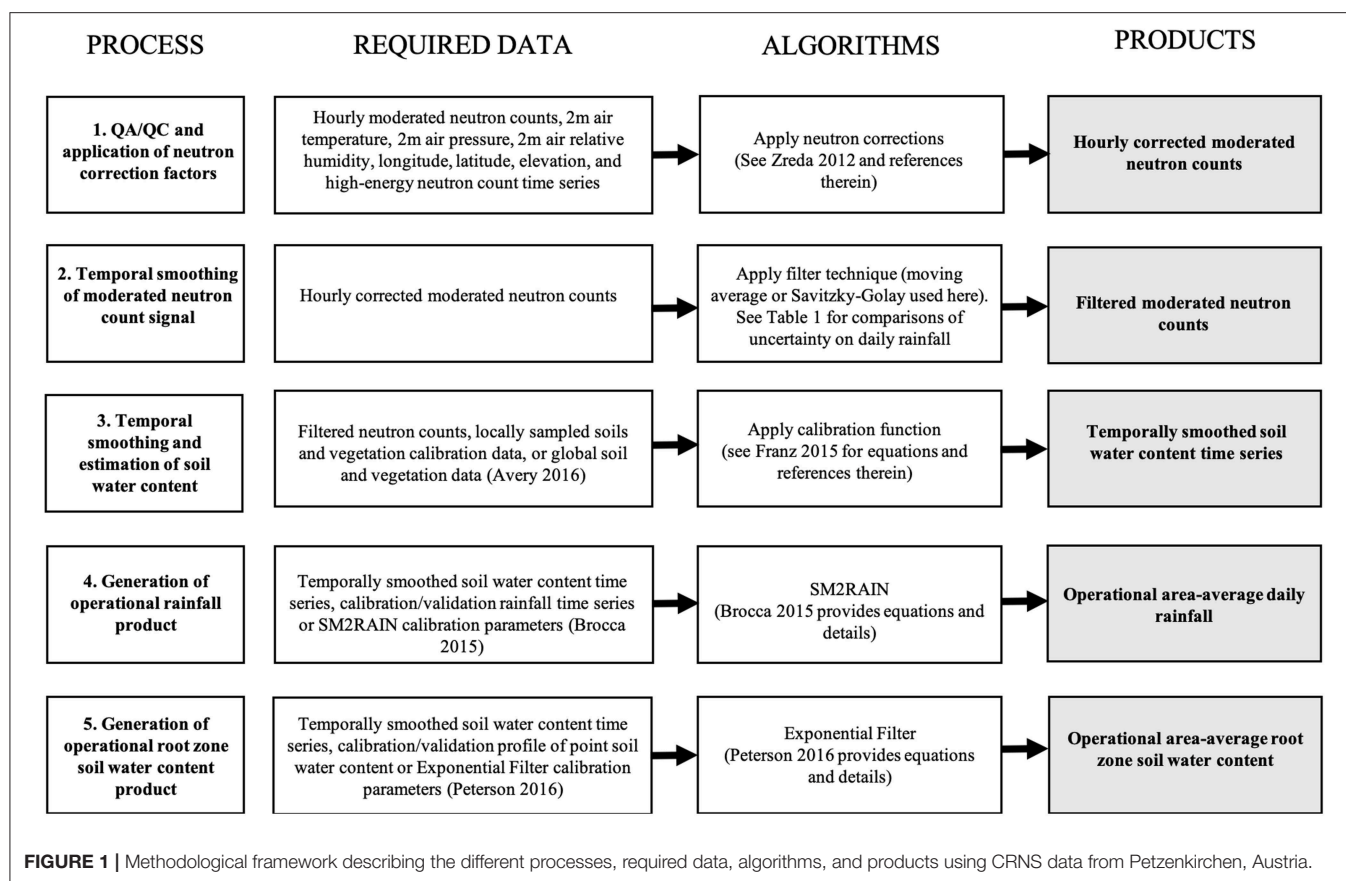 PROCESS
REQUIRED DATA
ALGORITHMS
PRODUCTS
1. QA/QC and
application of neutron
correction factors
Hourly moderated neutron counts, 2m air
temperature, 2m air pressure, 2m air relative
humidity, longitude, latitude, elevation, and
high-energy neutron count time series
Apply neutron corrections
(See Zreda 2012 and references
therein)
Hourly corrected moderated
neutron counts
2. Temporal smoothing
of moderated neutron
count signal
Hourly corrected moderated neutron counts
Apply filter technique (moving
average or Savitzky-Golay used here).
See Table 1 for comparisons of
uncertainty on daily rainfall
Filtered moderated neutron
counts
3. Temporal
smoothing and
estimation of soil
water content
Filtered neutron counts, locally sampled soils
and vegetation calibration data, or global soil
and vegetation data (Avery 2016)
Apply calibration function
(see Franz 2015 for equations and
references therein)
Temporally smoothed soil
water content time series
4. Generation of
operational rainfall
product
Temporally smoothed soil water content time
series, calibration/validation rainfall time series
or SM2RAIN calibration parameters (Brocca
2015)
SM2RAIN
(Brocca 2015 provides equations and
details)
Operational area-average daily
rainfall
5. Generation of
operational root zone
soil water content
product
Temporally smoothed soil water content time
series, calibration/validation profile of point soil
water content or Exponential Filter calibration
parameters (Peterson 2016)
Exponential Filter
(Peterson 2016 provides equations
and details)
Operational area-average root
zone soil water content
FIGURE 1 | Methodological framework describing the different processes, required data, algorithms, and products using CRNS data from Petzenkirchen, Austria.